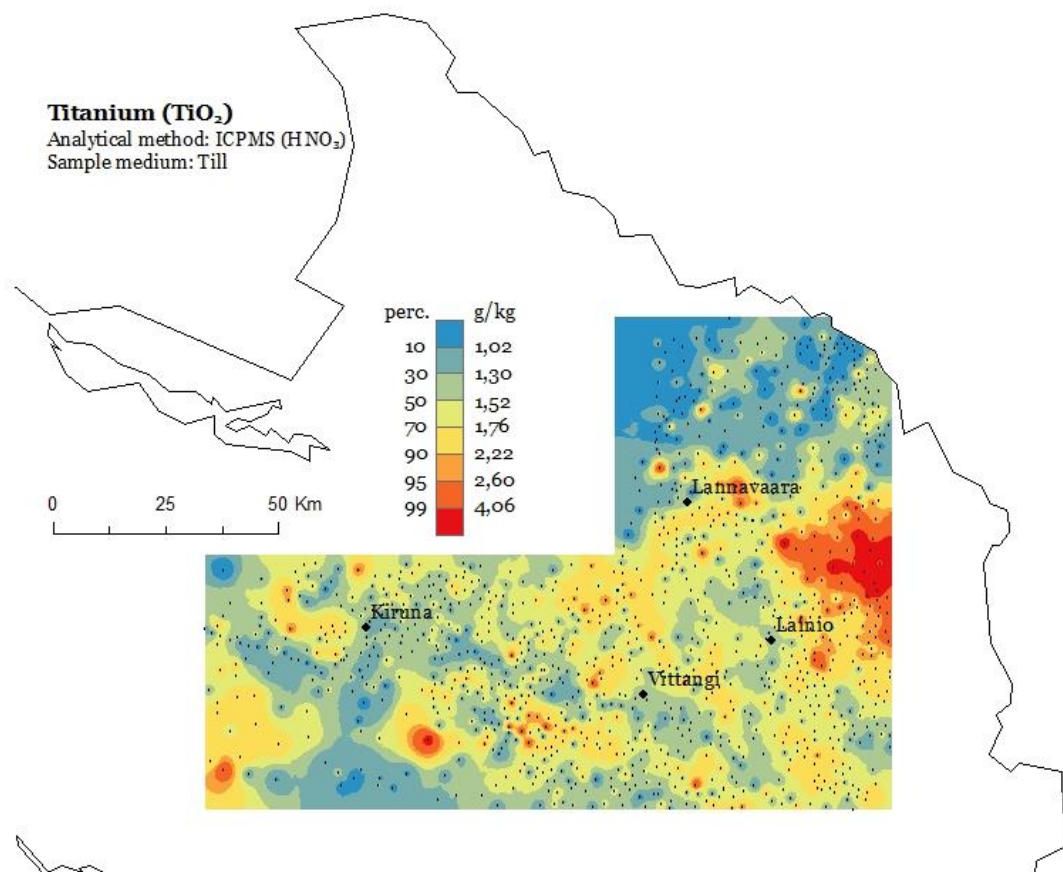 Titanium (TiO₂)
Analytical method: ICPMS (HNO₃)
Sample medium: Till
perc. g/kg
10 1,02
30 1,30
50 1,52
70 1,76
90 2,22
95 2,60
99 4,06
0 25 50 Km
Lannavaara
Kiruna
Lainio
Vittangi